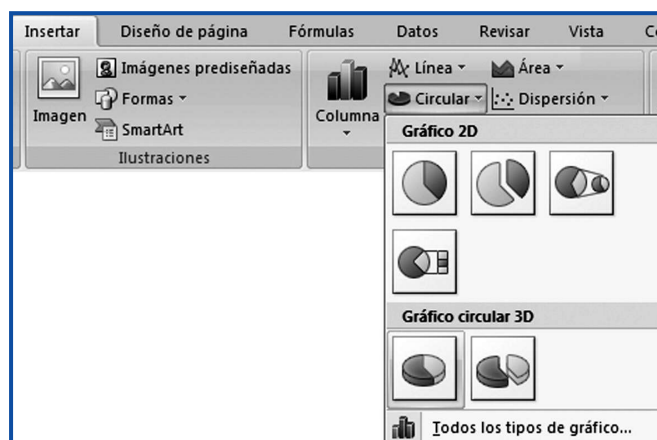 Insertar Diseño de página Fórmulas Datos Revisar Vista
Imagen
Imágenes prediseñadas
Formas
SmartArt
Ilustraciones
Columna
Línea Área
Circular Dispersión
Gráfico 2D
Gráfico circular 3D
Todos los tipos de gráfico...